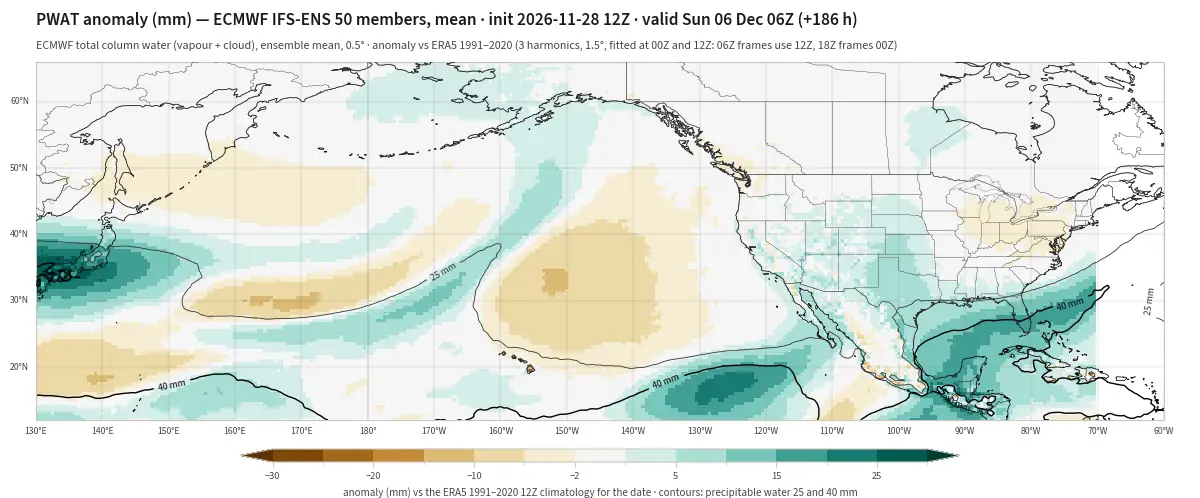 PWAT anomaly (mm) — ECMWF IFS-ENS 50 members, mean · init 2026-11-28 12Z · valid Sun 06 Dec 06Z (+186 h)
ECMWF total column water (vapour + cloud), ensemble mean, 0.5° · anomaly vs ERA5 1991–2020 (3 harmonics, 1.5°, fitted at 00Z and 12Z: 06Z frames use 12Z, 18Z frames 00Z)
60°N
50°N
40°N
30°N
20°N
25 mm
25 mm
40 mm
40 mm
40 mm
130°E 140°E 150°E 160°E 170°E 180° 170°W 160°W 150°W 140°W 130°W 120°W 110°W 100°W 90°W 80°W 70°W 60°W
−30 −20 −10 −2 5 15 25
anomaly (mm) vs the ERA5 1991–2020 12Z climatology for the date · contours: precipitable water 25 and 40 mm